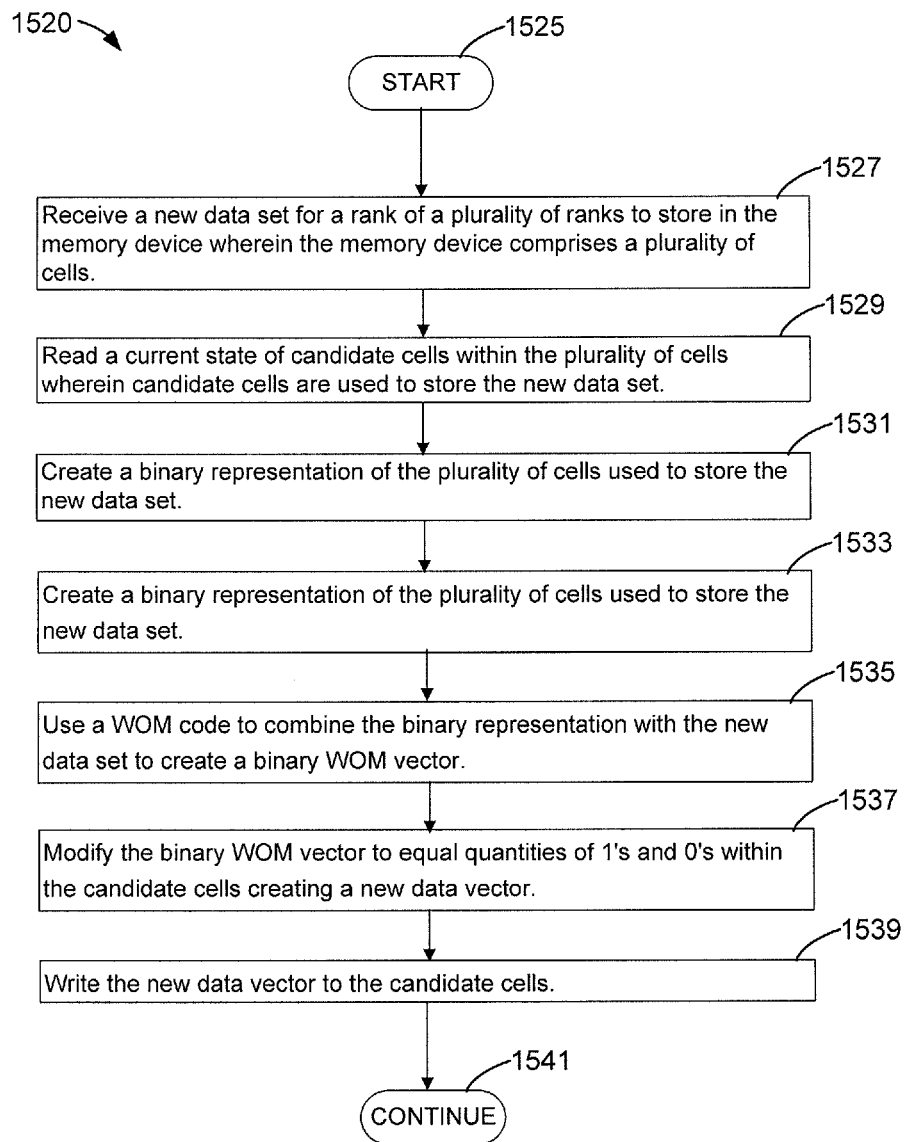 1520
1525
START
1527
Receive a new data set for a rank of a plurality of ranks to store in the
memory device wherein the memory device comprises a plurality of
cells.
1529
Read a current state of candidate cells within the plurality of cells
wherein candidate cells are used to store the new data set.
1531
Create a binary representation of the plurality of cells used to store the
new data set.
1533
Create a binary representation of the plurality of cells used to store the
new data set.
1535
Use a WOM code to combine the binary representation with the new
data set to create a binary WOM vector.
1537
Modify the binary WOM vector to equal quantities of 1's and 0's within
the candidate cells creating a new data vector.
1539
Write the new data vector to the candidate cells.
1541
CONTINUE